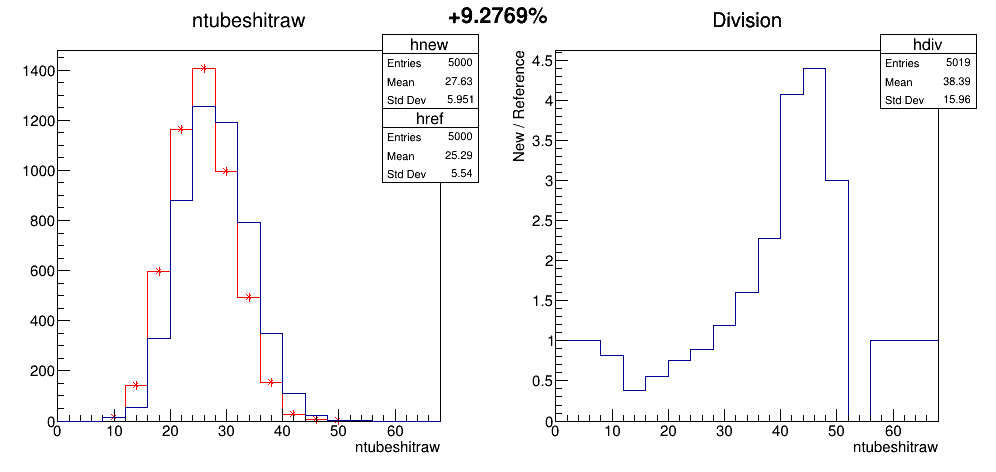 +9.2769%
ntubeshitraw
hnew
Entries 5000
Mean 27.63
Std Dev 5.951
href
Entries 5000
Mean 25.29
Std Dev 5.54
1400
1200
1000
800
600
400
200
0
0 10 20 30 40 50 60
ntubeshitraw
Division
hdiv
Entries 5019
Mean 38.39
Std Dev 15.96
New / Reference
4.5
4
3.5
3
2.5
2
1.5
1
0.5
0
0 10 20 30 40 50 60
ntubeshitraw